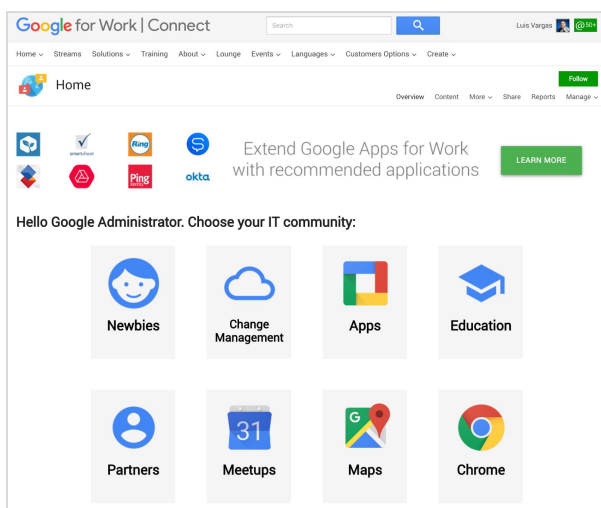 Google for Work | Connect
Search
Luis Vargas
@50+
Home Streams Solutions Training About Lounge Events Languages Customers Options Create
Home
Follow
Overview Content More Share Reports Manage
smartsheet
Ring
Extend Google Apps for Work
with recommended applications
LEARN MORE
Ping
Identity
okta
Hello Google Administrator. Choose your IT community:
Newbies
Change
Management
Apps
Education
31
G
Partners
Meetups
Maps
Chrome